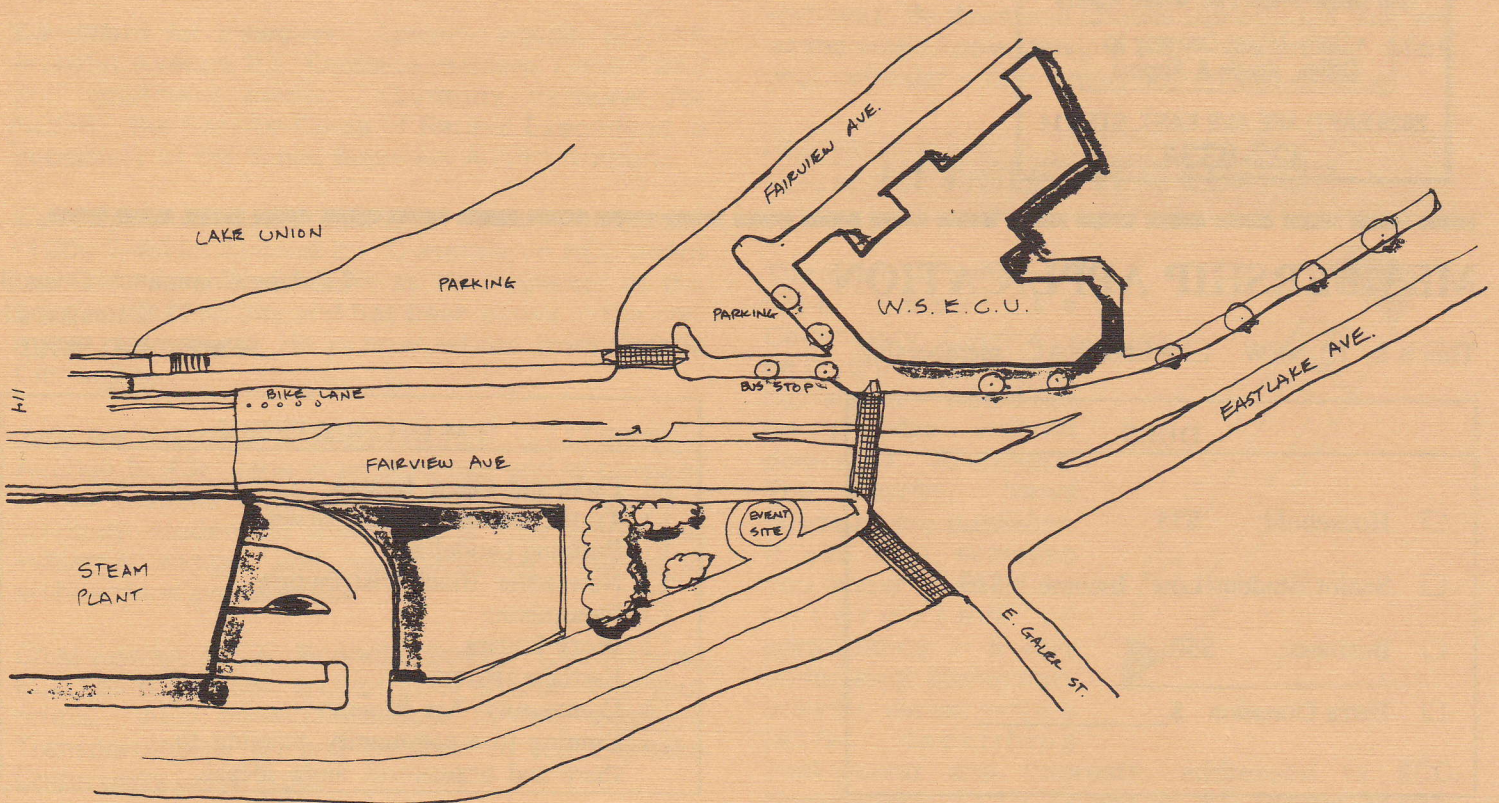 FAIRVIEW AVE.
LAKE UNION
PARKING
PARKING
W.S.E.C.U.
BUS STOP
BIKE LANE
EASTLAKE AVE.
FAIRVIEW AVE
EVENT
SITE
STEAM
PLANT
E. GALER ST.